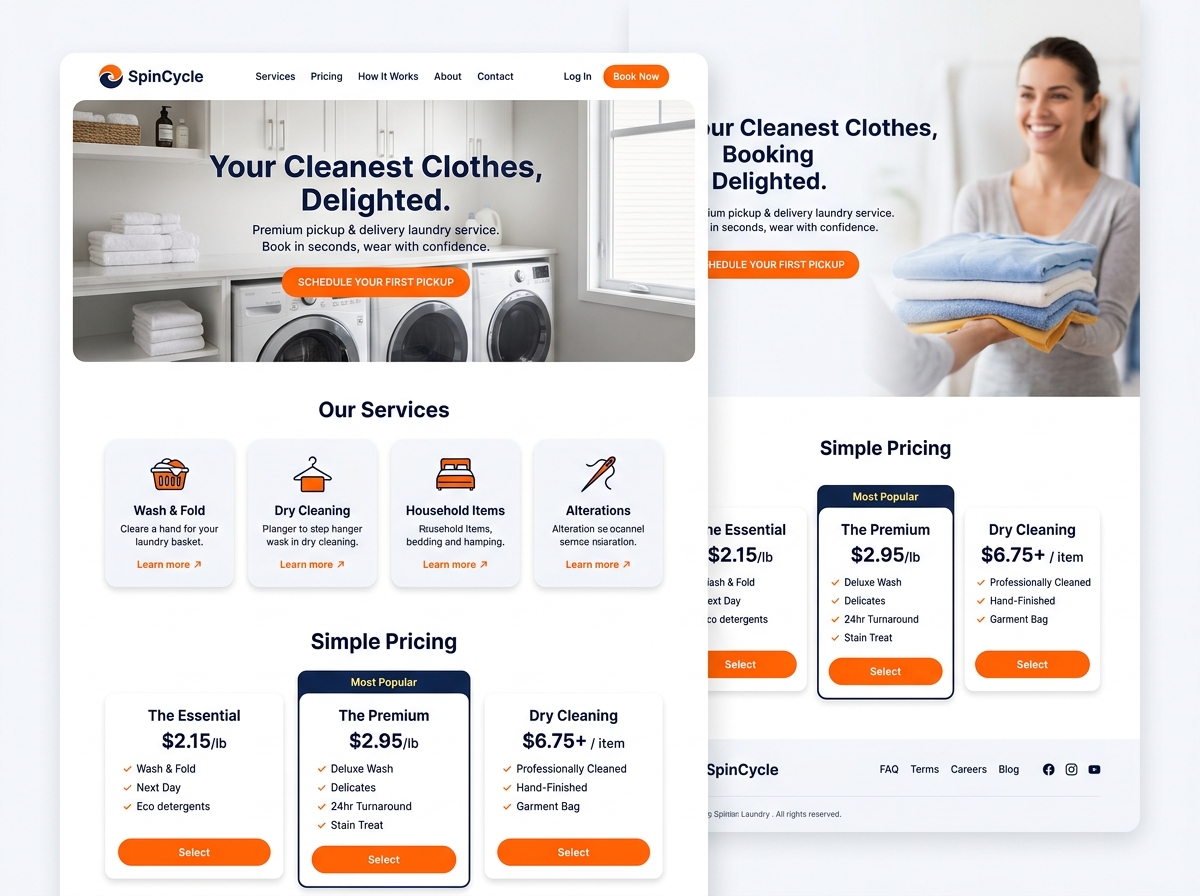 SpinCycle
Services Pricing How It Works About Contact
Log In Book Now
Your Cleanest Clothes,
Delighted.
Premium pickup & delivery laundry service.
Book in seconds, wear with confidence.
SCHEDULE YOUR FIRST PICKUP
Our Services
Wash & Fold
Cleare a hand for your
laundry basket.
Learn more
Dry Cleaning
Planger to step hanger
wask in dry cleaning.
Learn more
Household Items
Rrusehold Items,
bedding and hamping.
Learn more
Alterations
Alteration se ocannel
Learn more
Simple Pricing
The Essential
$2.15/lb
Wash & Fold
Next Day
Eco detergents
Select
Most Popular
The Premium
$2.95/lb
Deluxe Wash
Delicates
24hr Turnaround
Stain Treat
Select
Dry Cleaning
$6.75+ / item
Professionally Cleaned
Hand-Finished
Garment Bag
Select
our Cleanest Clothes,
Booking
Delighted.
ium pickup & delivery laundry service.
in seconds, wear with confidence.
HEDULE YOUR FIRST PICKUP
Simple Pricing
he Essential
$2.15/lb
ash & Fold
ext Day
co detergents
Select
Most Popular
The Premium
$2.95/lb
Deluxe Wash
Delicates
24hr Turnaround
Stain Treat
Select
Dry Cleaning
$6.75+ / item
Professionally Cleaned
Hand-Finished
Garment Bag
Select
SpinCycle
FAQ Terms Careers Blog
Laundry . All rights reserved.